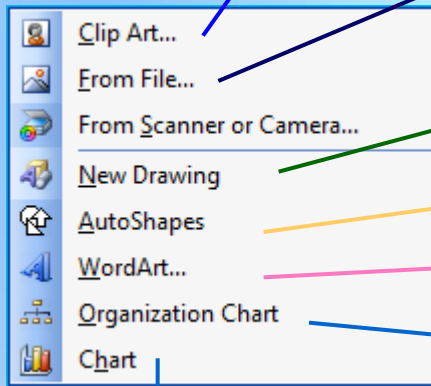 Clip Art...
From File...
From Scanner or Camera...
New Drawing
AutoShapes
WordArt...
Organization Chart
Chart